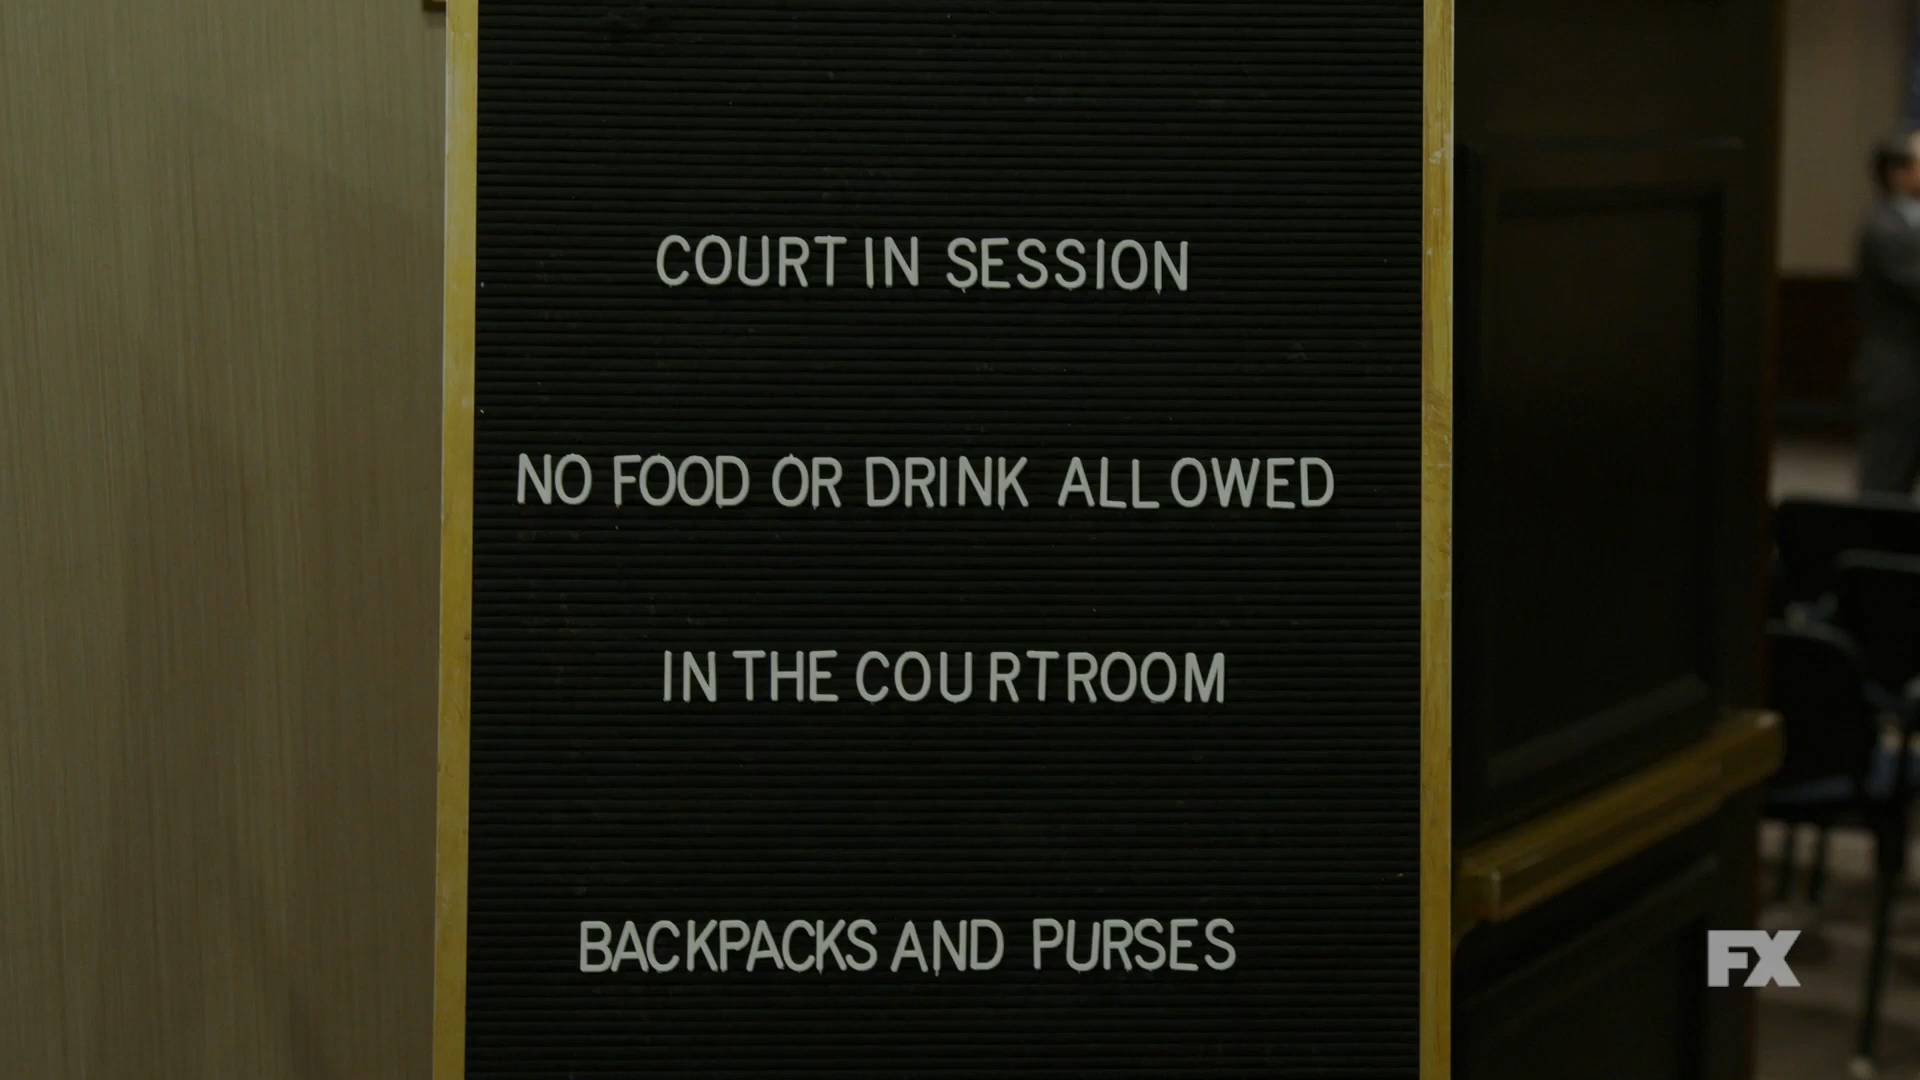 COURT IN SESSION
NO FOOD OR DRINK ALLOWED
IN THE COURTROOM
BACKPACKS AND PURSES
FX